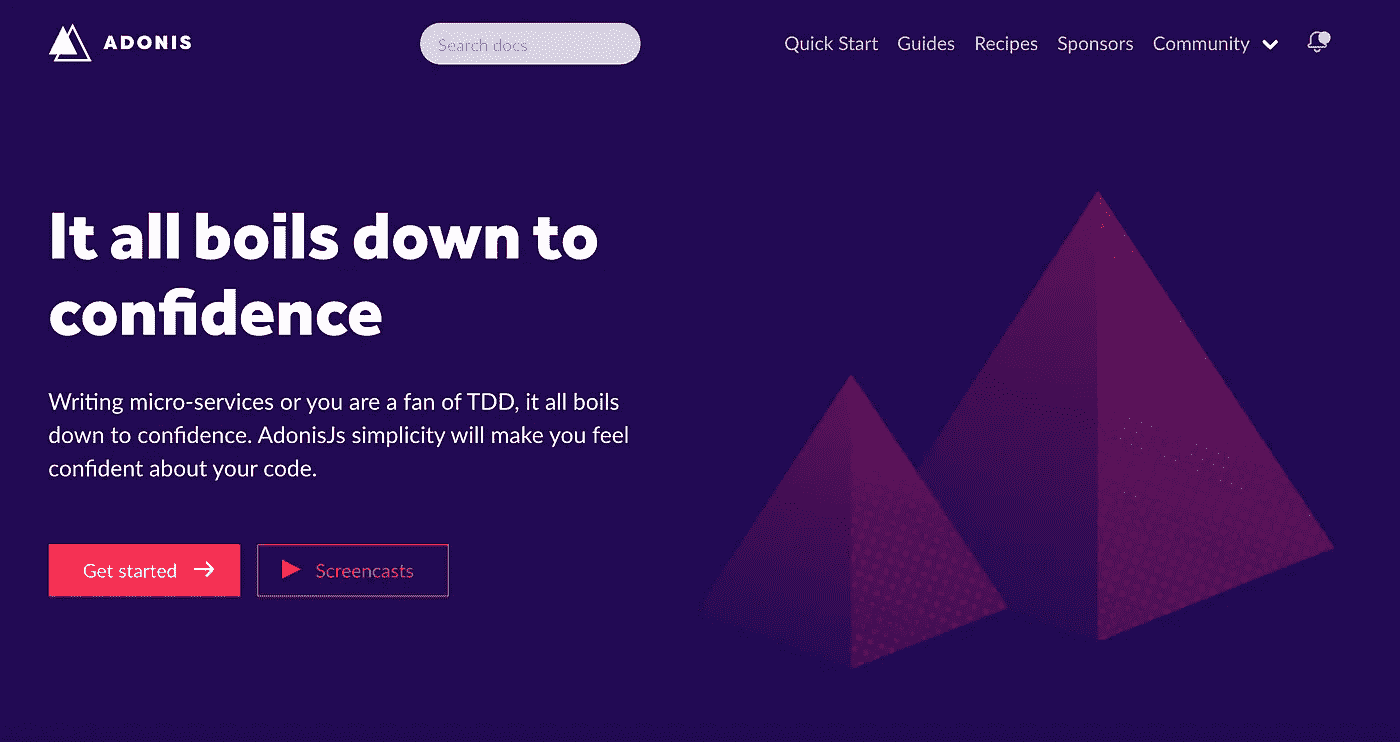 ADONIS
Search docs
Quick Start
Guides
Recipes
Sponsors
Community
It all boils down to
confidence
Writing micro-services or you are a fan of TDD, it all boils
down to confidence. AdonisJs simplicity will make you feel
confident about your code.
Get started
Screencasts